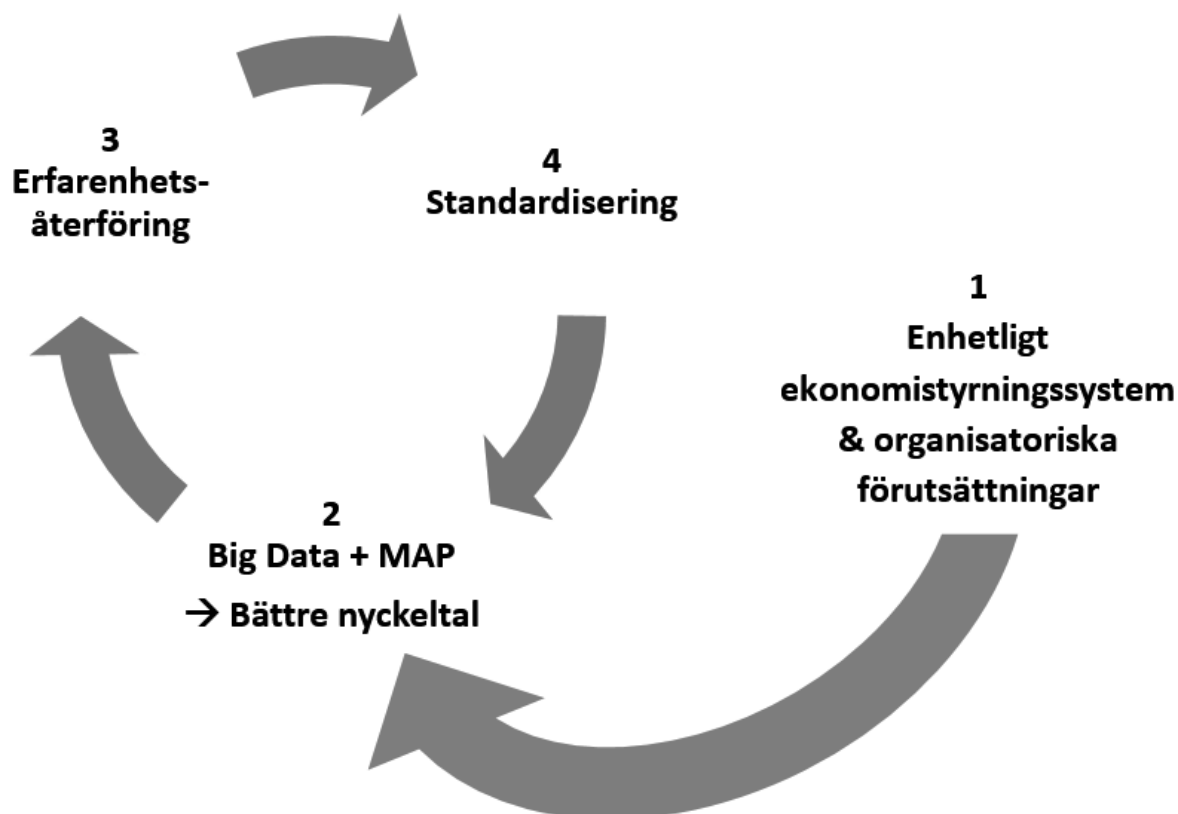 1
Enhetligt
ekonomistyrningssystem
& organisatoriska
förutsättningar
2
Big Data + MAP
→ Bättre nyckeltal
3
Erfarenhets-
återföring
4
Standardisering